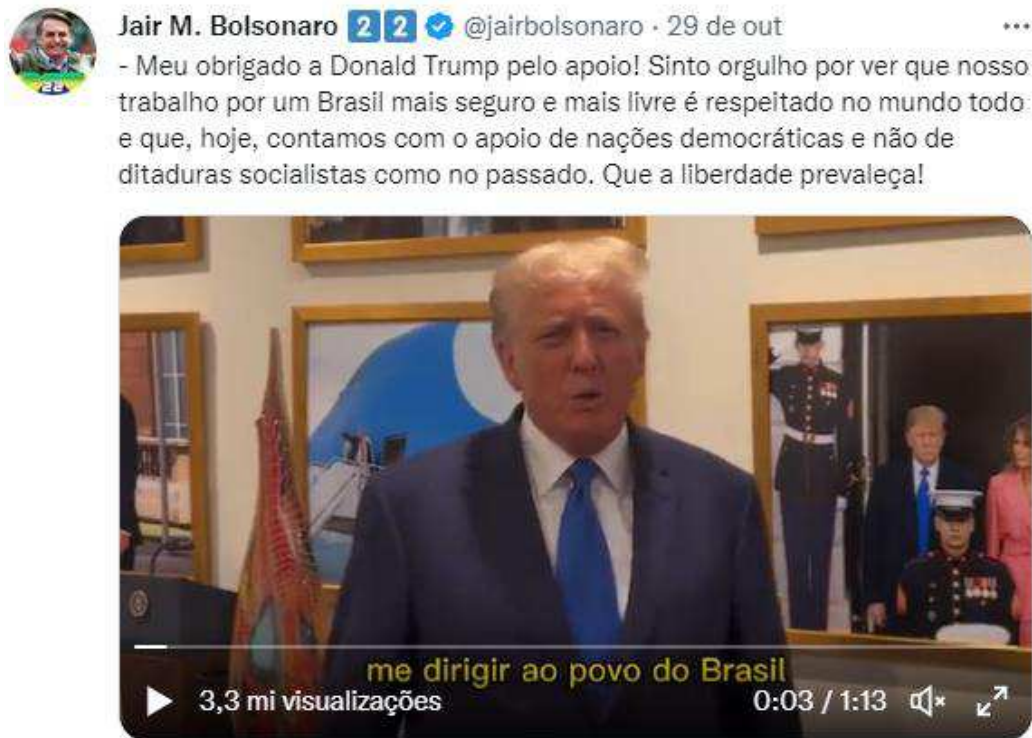 Jair M. Bolsonaro 2️⃣2️⃣ @jairbolsonaro · 29 de out
- Meu obrigado a Donald Trump pelo apoio! Sinto orgulho por ver que nosso
trabalho por um Brasil mais seguro e mais livre é respeitado no mundo todo
e que, hoje, contamos com o apoio de nações democráticas e não de
ditaduras socialistas como no passado. Que a liberdade prevaleça!
me dirigir ao povo do Brasil
3,3 mi visualizações 0:03 / 1:13